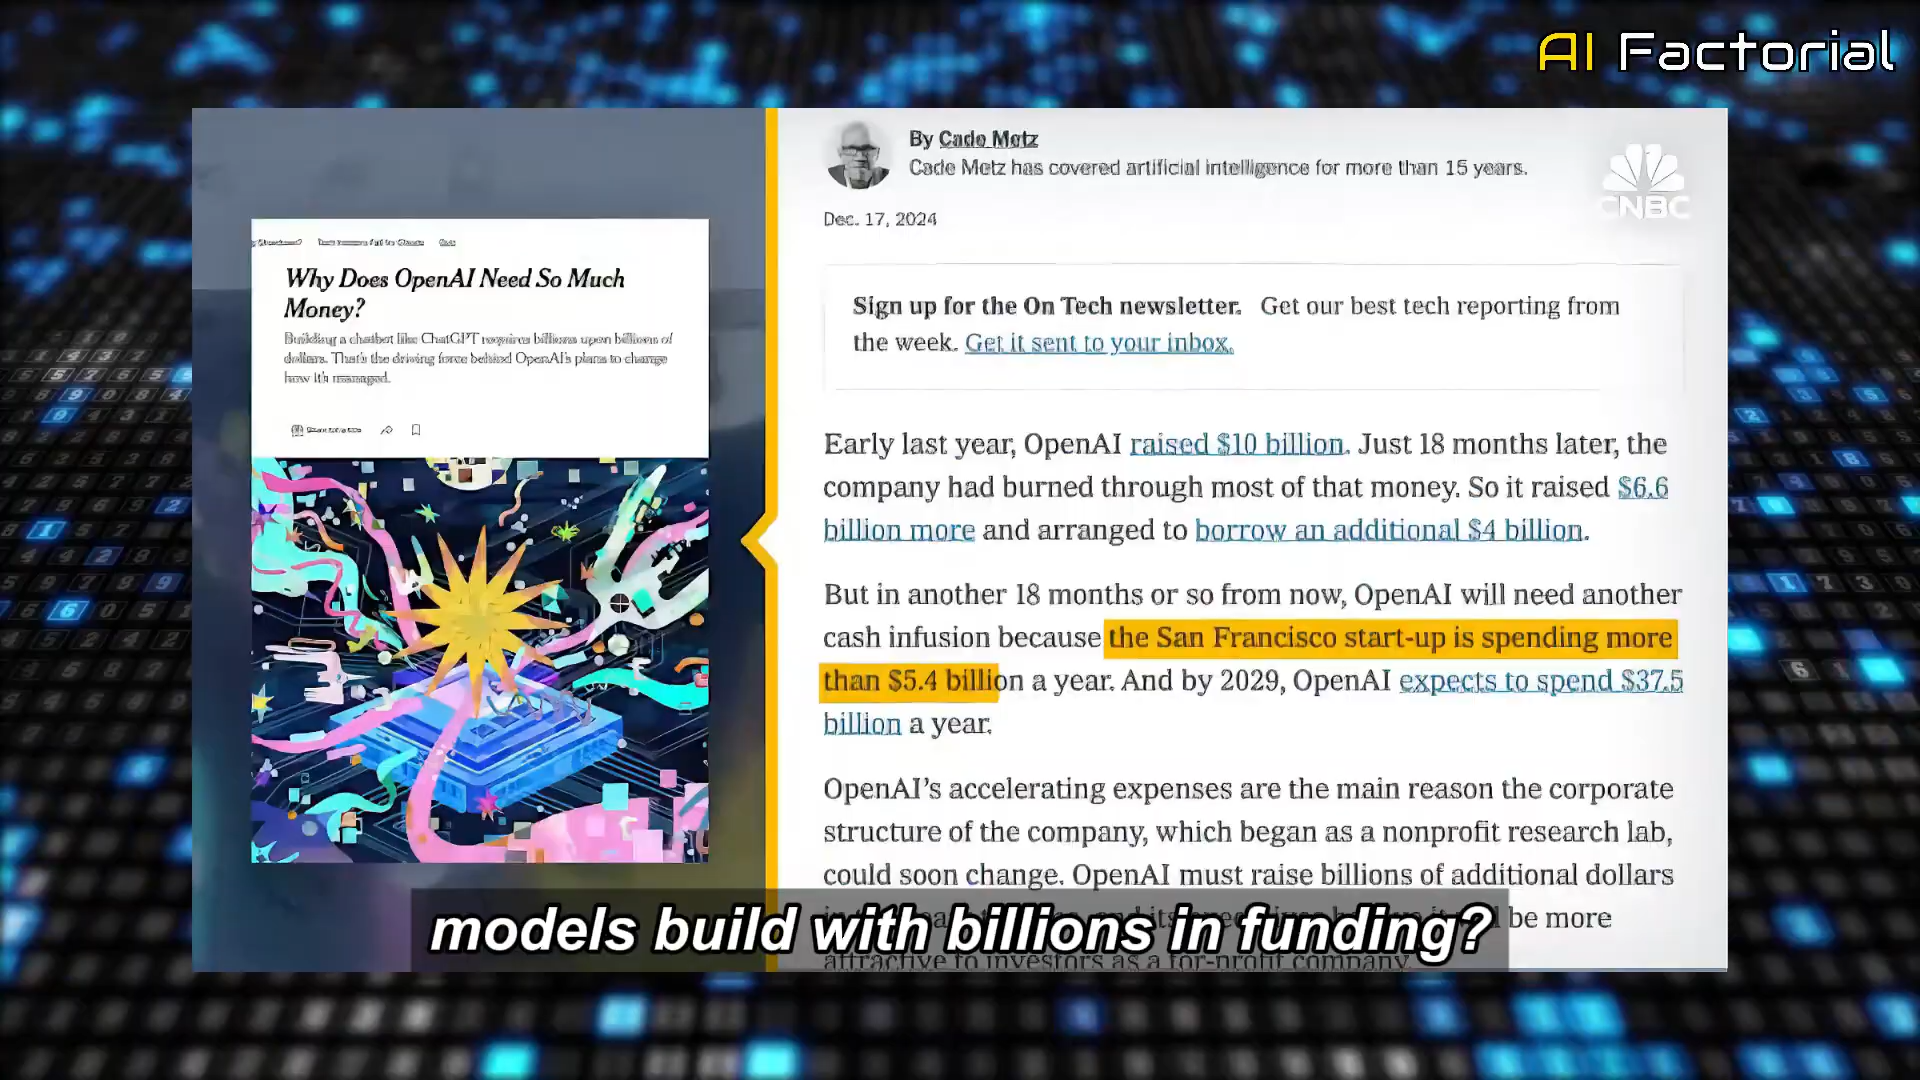 AI Factorial
By Cade Metz
Cade Metz has covered artificial intelligence for more than 15 years.
CNBC
Dec. 17, 2024
Why Does OpenAI Need So Much
Money?
Building a chatbot like ChatGPT requires billions upon billions of
dollars. That's the driving force behind OpenAI's plans to change
how it's managed.
Sign up for the On Tech newsletter. Get our best tech reporting from
the week. Get it sent to your inbox.
Early last year, OpenAI raised $10 billion. Just 18 months later, the
company had burned through most of that money. So it raised $6.6
billion more and arranged to borrow an additional $4 billion.
But in another 18 months or so from now, OpenAI will need another
cash infusion because the San Francisco start-up is spending more
than $5.4 billion a year. And by 2029, OpenAI expects to spend $37.5
billion a year.
OpenAI’s accelerating expenses are the main reason the corporate
structure of the company, which began as a nonprofit research lab,
could soon change. OpenAI must raise billions of additional dollars
be more
attractive to investors as a for-profit company.
models build with billions in funding?